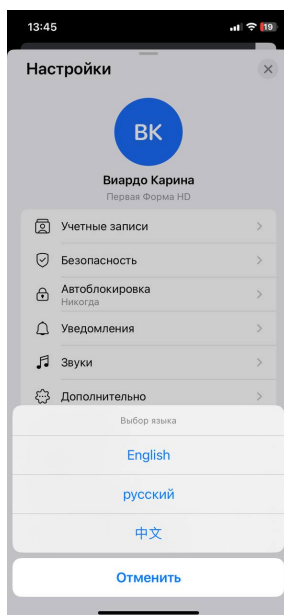 13:45
19
Настройки
ВК
Виардо Карина
Первая Форма HD
Учетные записи
Безопасность
Автоблокировка
Никогда
Уведомления
Звуки
Дополнительно
Выбор языка
English
русский
中文
Отменить